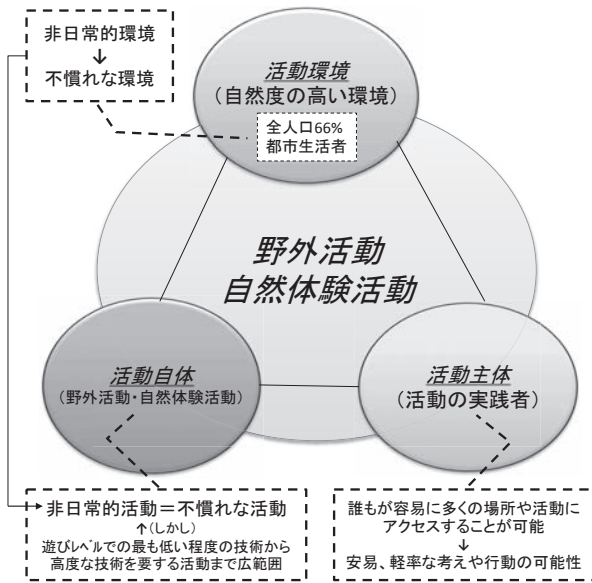 非日常的環境
↓
不慣れな環境
活動環境
(自然度の高い環境)
全人口66%
都市生活者
野外活動
自然体験活動
活動自体
(野外活動・自然体験活動)
活動主体
(活動の実践者)
非日常的活動＝不慣れな活動
↑(しかし)
遊びレベルでの最も低い程度の技術から
高度な技術を要する活動まで広範囲
誰もが容易に多くの場所や活動に
アクセスすることが可能
↓
安易、軽率な考えや行動の可能性